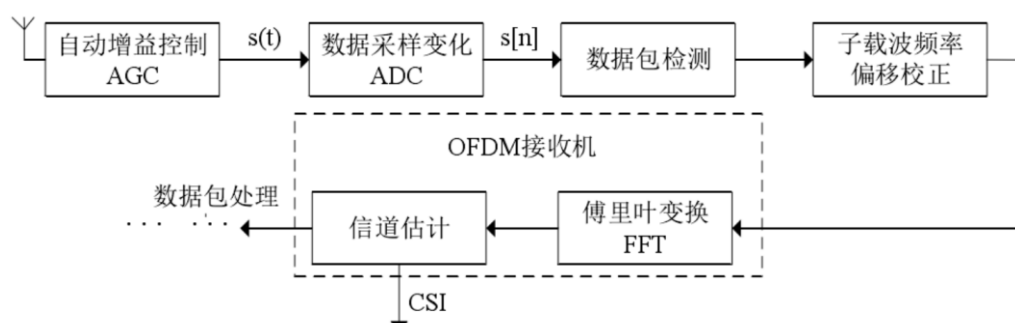 自动增益控制
AGC
s(t)
数据采样变化
ADC
s[n]
数据包检测
子载波频率
偏移校正
OFDM接收机
数据包处理
... ...
信道估计
傅里叶变换
FFT
CSI